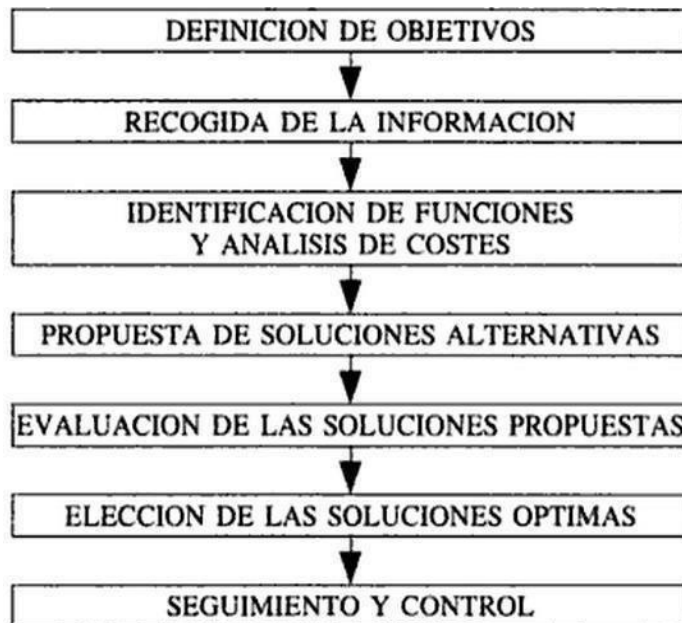 DEFINICION DE OBJETIVOS
RECOGIDA DE LA INFORMACION
IDENTIFICACION DE FUNCIONES
Y ANALISIS DE COSTES
PROPUESTA DE SOLUCIONES ALTERNATIVAS
EVALUACION DE LAS SOLUCIONES PROPUESTAS
ELECCION DE LAS SOLUCIONES OPTIMAS
SEGUIMIENTO Y CONTROL